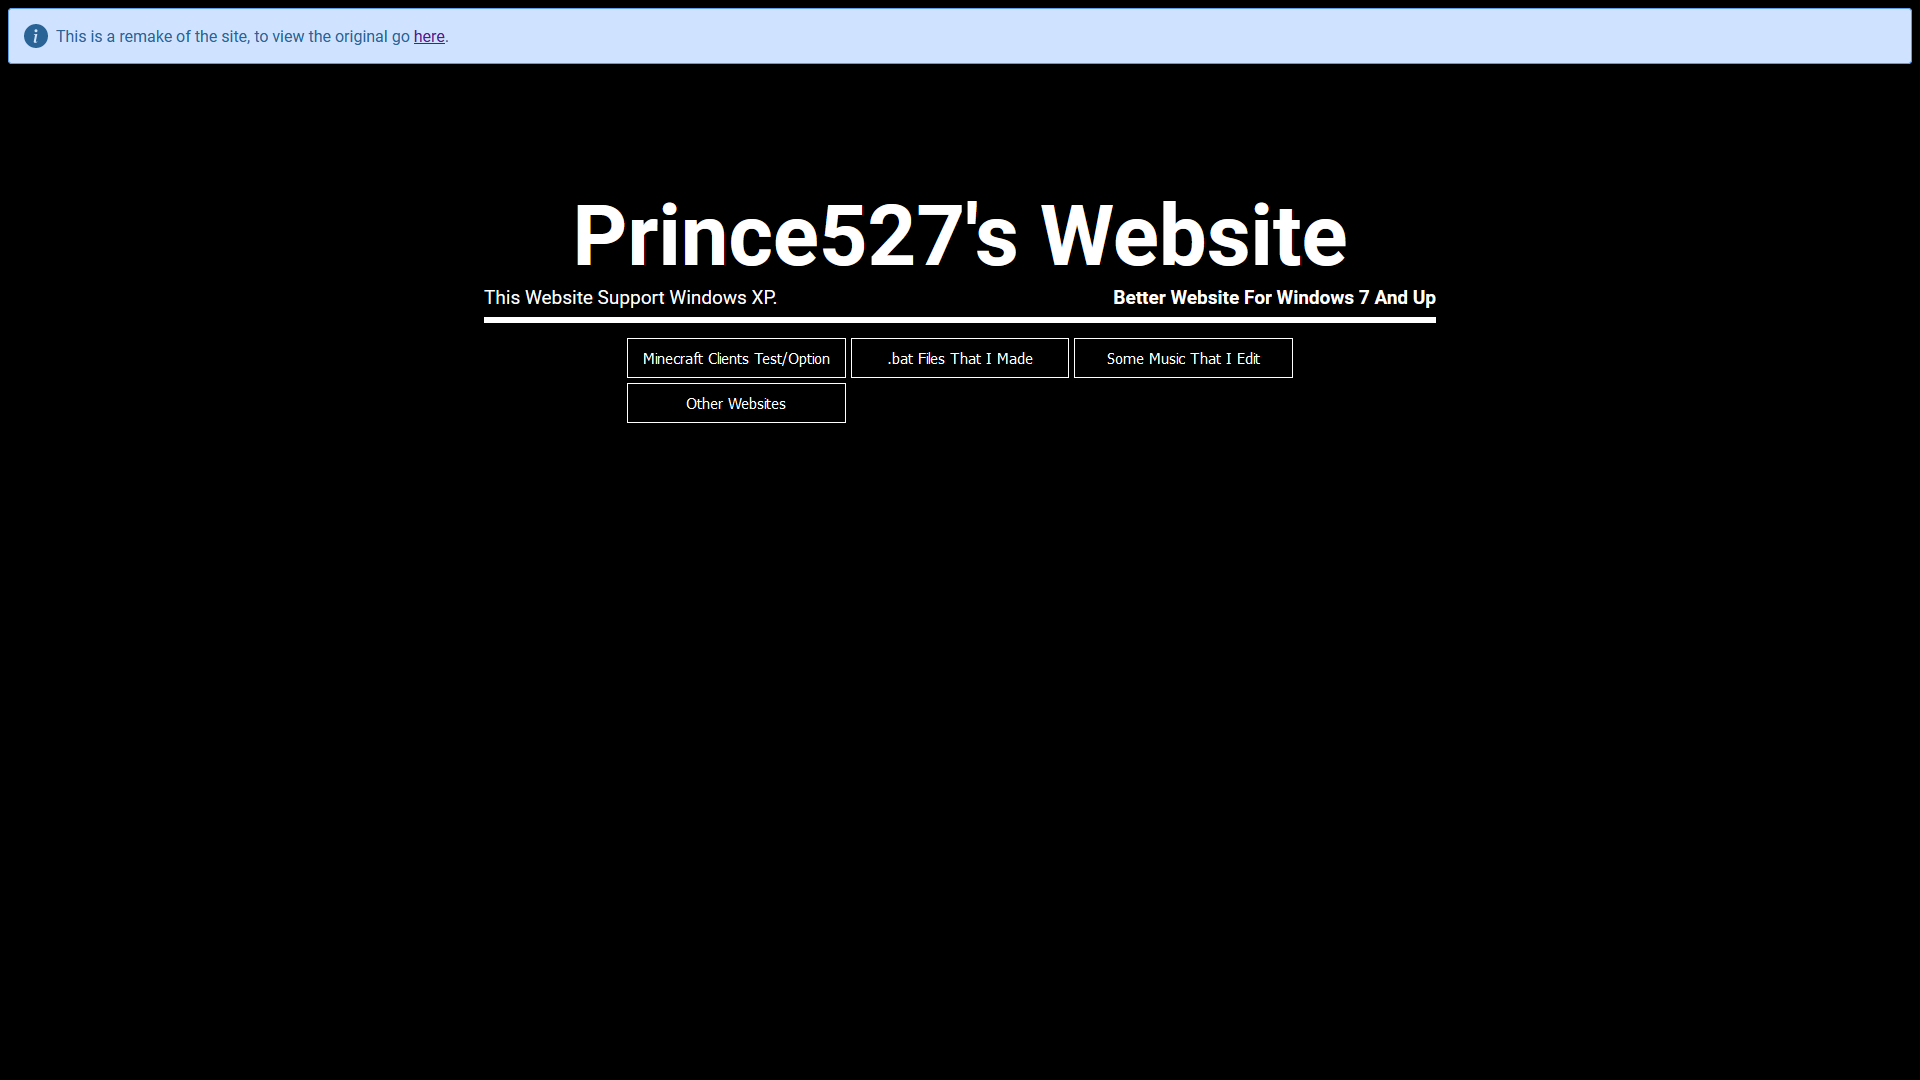 This is a remake of the site, to view the original go here.
Prince527's Website
This Website Support Windows XP.
Better Website For Windows 7 And Up
Minecraft Clients Test/Option
.bat Files That I Made
Some Music That I Edit
Other Websites